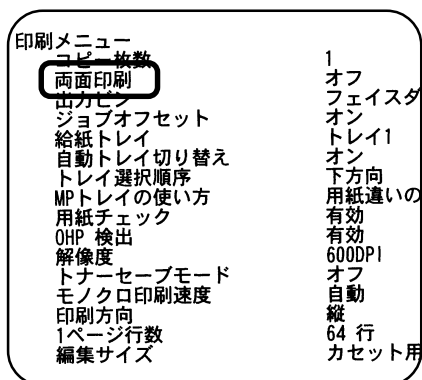 印刷メニュー
コピー枚数 1
両面印刷 オフ
出力ビン フェイスダ
ジョブオフセット オン
給紙トレイ トレイ1
自動トレイ切り替え オン
トレイ選択順序 下方向
MPトレイの使い方 用紙違いの
用紙チェック 有効
OHP 検出 有効
解像度 600DPI
トナーセーブモード オフ
モノクロ印刷速度 自動
印刷方向 縦
1ページ行数 64 行
編集サイズ カセット用